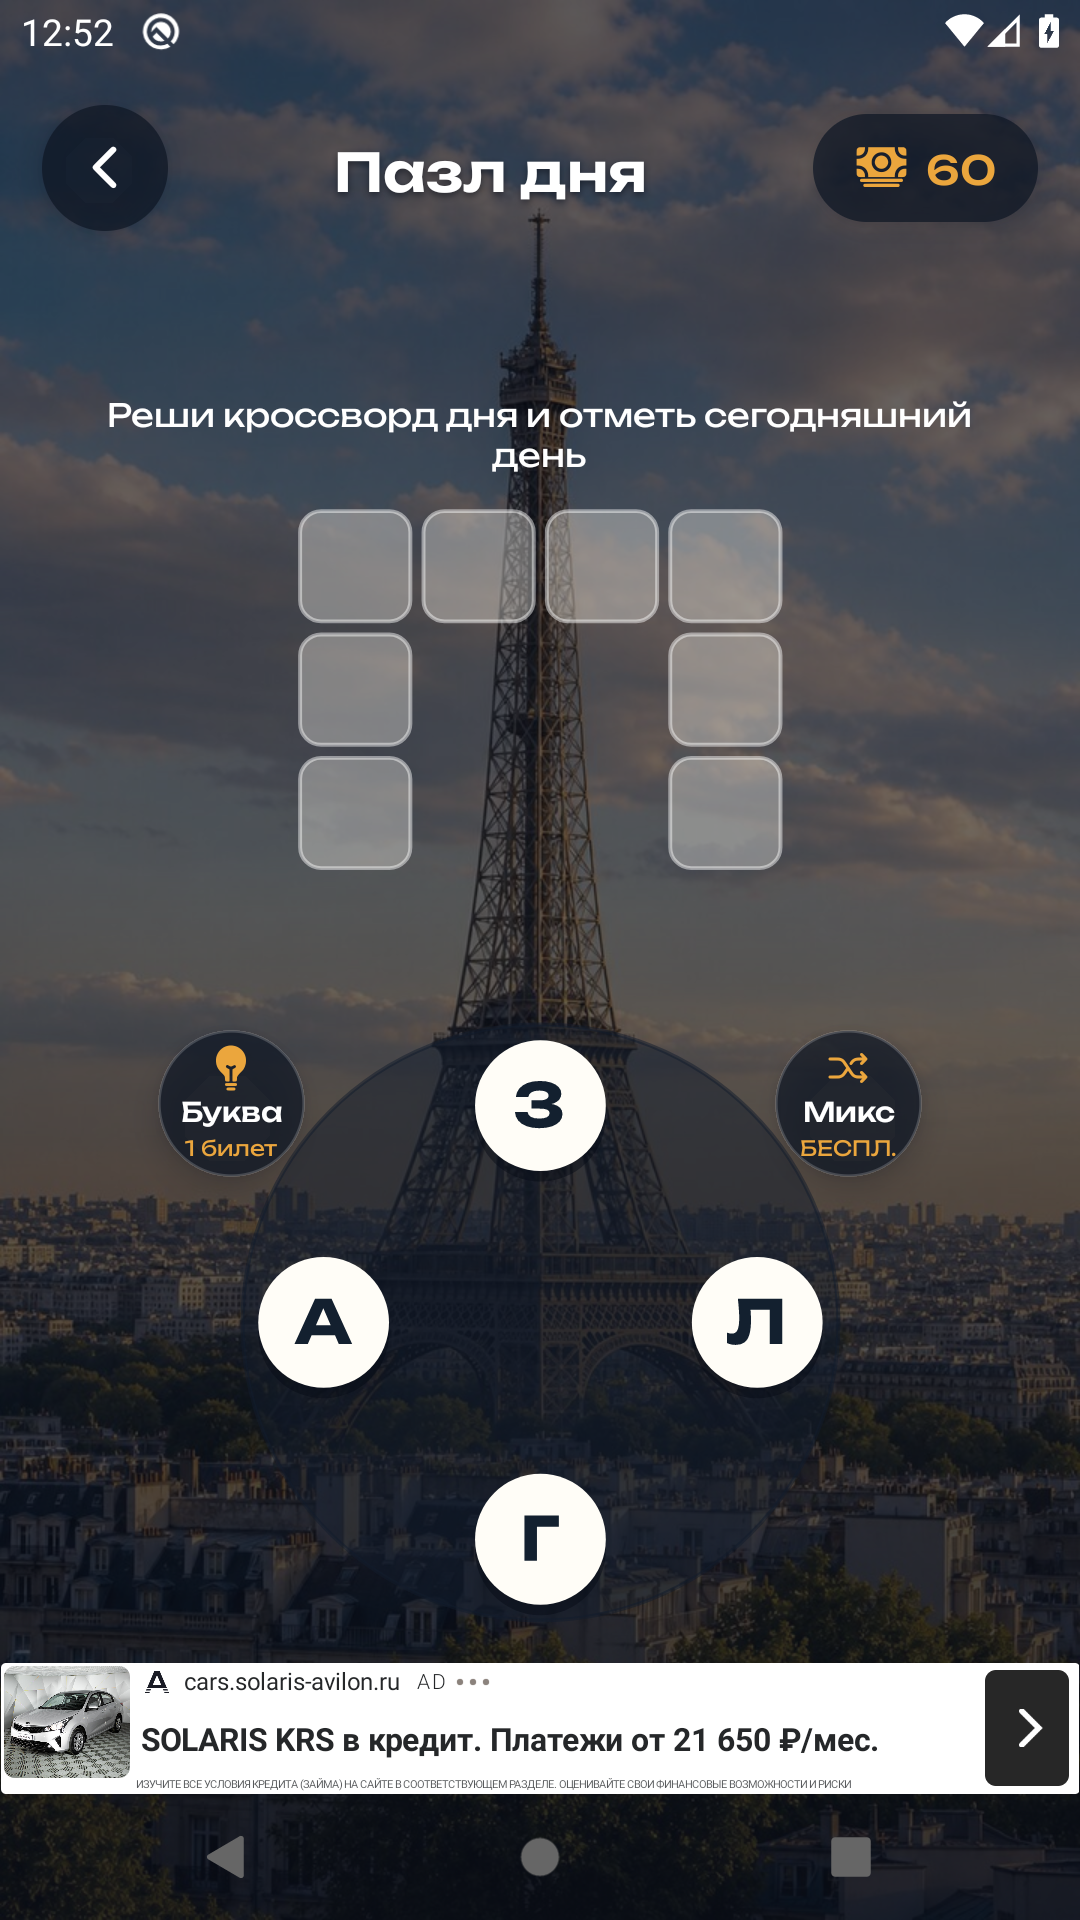 12:52
Пазл дня
60
Реши кроссворд дня и отметь сегодняшний
день
Буква
1 билет
Микс
БЕСПЛ.
З
А
Л
Г
cars.solaris-avilon.ru AD
SOLARIS KRS в кредит. Платежи от 21 650 ₽/мес.
ИЗУЧИТЕ ВСЕ УСЛОВИЯ КРЕДИТА (ЗАЙМА) НА САЙТЕ В СООТВЕТСТВУЮЩЕМ РАЗДЕЛЕ. ОЦЕНИВАЙТЕ СВОИ ФИНАНСОВЫЕ ВОЗМОЖНОСТИ И РИСКИ